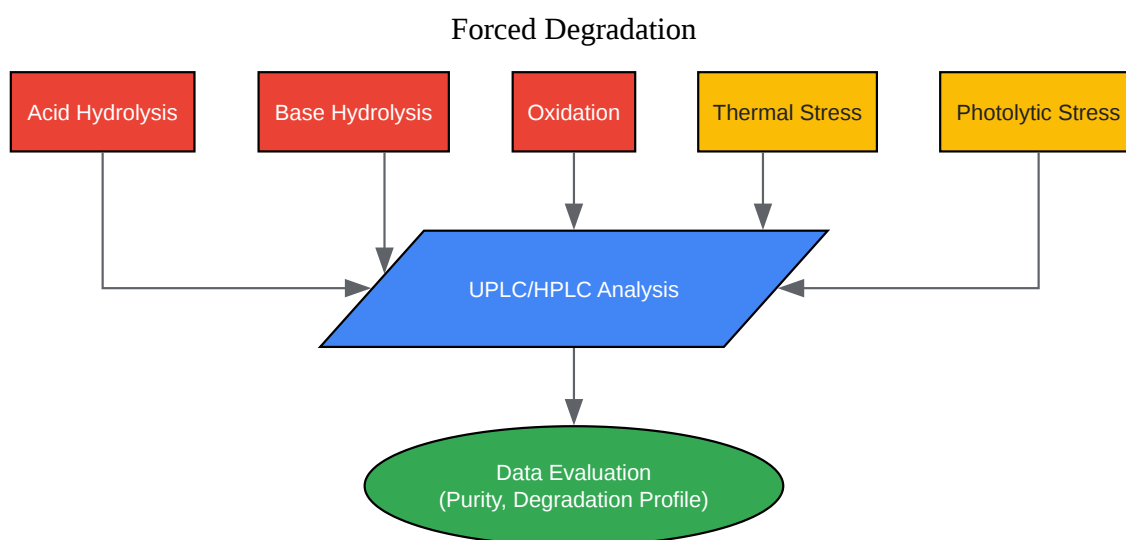 Forced Degradation
Acid Hydrolysis
Base Hydrolysis
Oxidation
Thermal Stress
Photolytic Stress
UPLC/HPLC Analysis
Data Evaluation
(Purity, Degradation Profile)